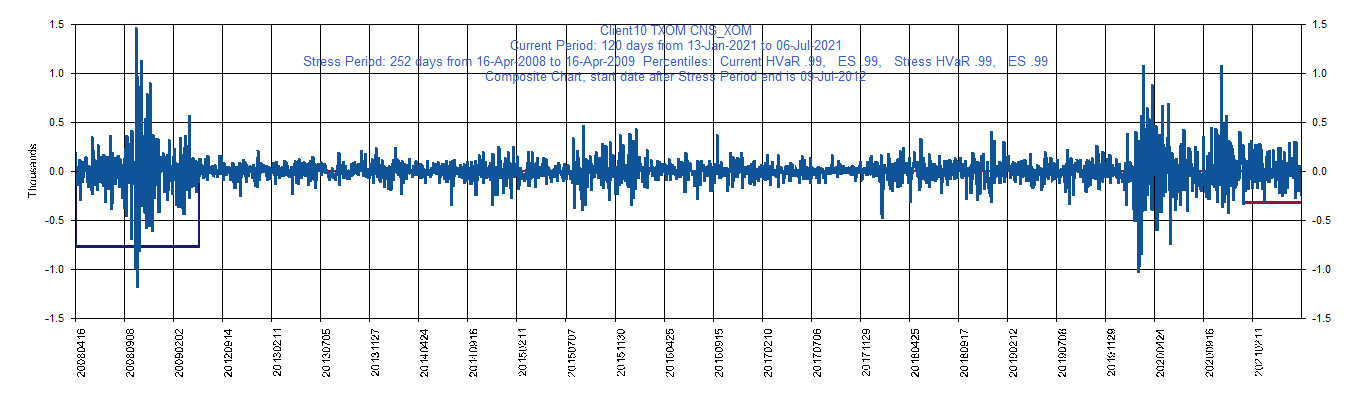 Client10 TXOM CNS_XOM
Current Period: 120 days from 13-Jan-2021 to 06-Jul-2021
Stress Period: 252 days from 16-Apr-2008 to 16-Apr-2009 Percentiles: Current HVaR .99, ES .99, Stress HVaR .99, ES .99
Composite Chart, start date after Stress Period end is 09-Jul-2012
1.5 1.5
1.0 1.0
0.5 0.5
0.0 0.0
-0.5 -0.5
-1.0 -1.0
-1.5 -1.5
Thousands
20080416 20080908 20090202 20120914 20130211 20130705 20131127 20140424 20140916 20150211 20150707 20151130 20160425 20160915 20170210 20170706 20171129 20180425 20180917 20190212 20190708 20191129 20200424 20200916 20210211